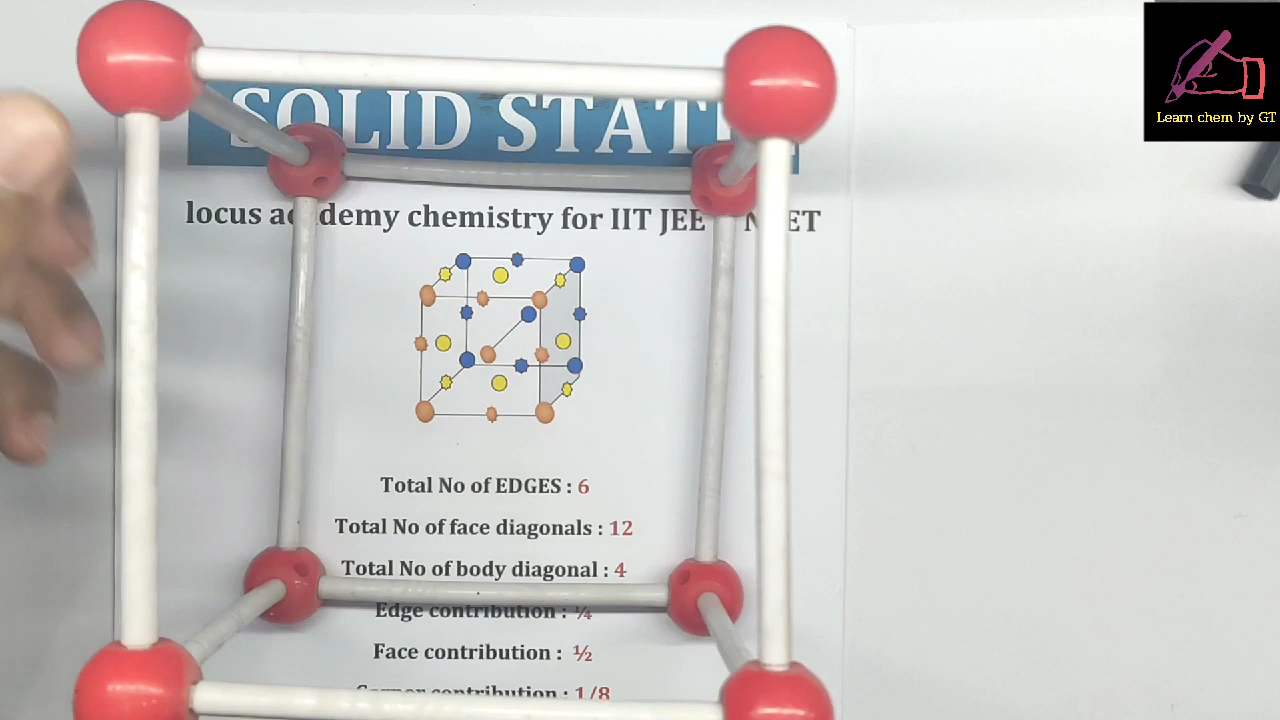 SOLID STAT
Learn chem by GT
locus academy chemistry for IIT JEE NEET
Total No of EDGES : 6
Total No of face diagonals : 12
Total No of body diagonal : 4
Edge contribution : ¼
Face contribution : ½
Corner contribution : 1/8